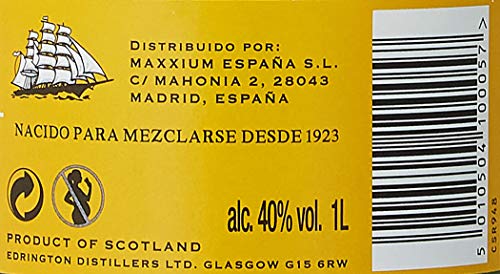 DISTRIBUIDO POR:
MAXXIUM ESPAÑA S.L.
C/ MAHONIA 2, 28043
MADRID, ESPAÑA
NACIDO PARA MEZCLARSE DESDE 1923
alc. 40% vol. 1L
PRODUCT OF SCOTLAND
EDRINGTON DISTILLERS LTD. GLASGOW G15 6RW
5 010504 100057 >
CSR948